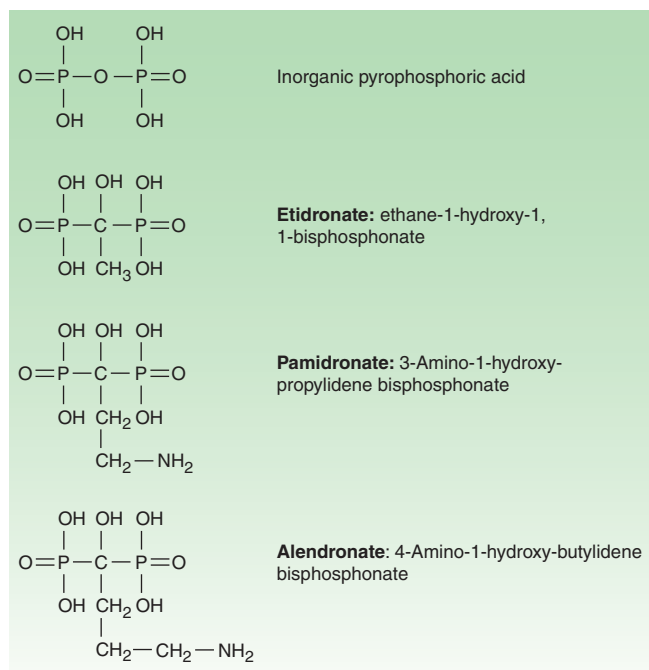 OH OH
O=P—O—P=O
OH OH
Inorganic pyrophosphoric acid
OH OH OH
O=P—C—P=O
OH CH3 OH
Etidronate: ethane-1-hydroxy-1,
1-bisphosphonate
OH OH OH
O=P—C—P=O
OH CH2 OH
CH2—NH2
Pamidronate: 3-Amino-1-hydroxy-
propylidene bisphosphonate
OH OH OH
O=P—C—P=O
OH CH2 OH
CH2—CH2—NH2
Alendronate: 4-Amino-1-hydroxy-butylidene
bisphosphonate